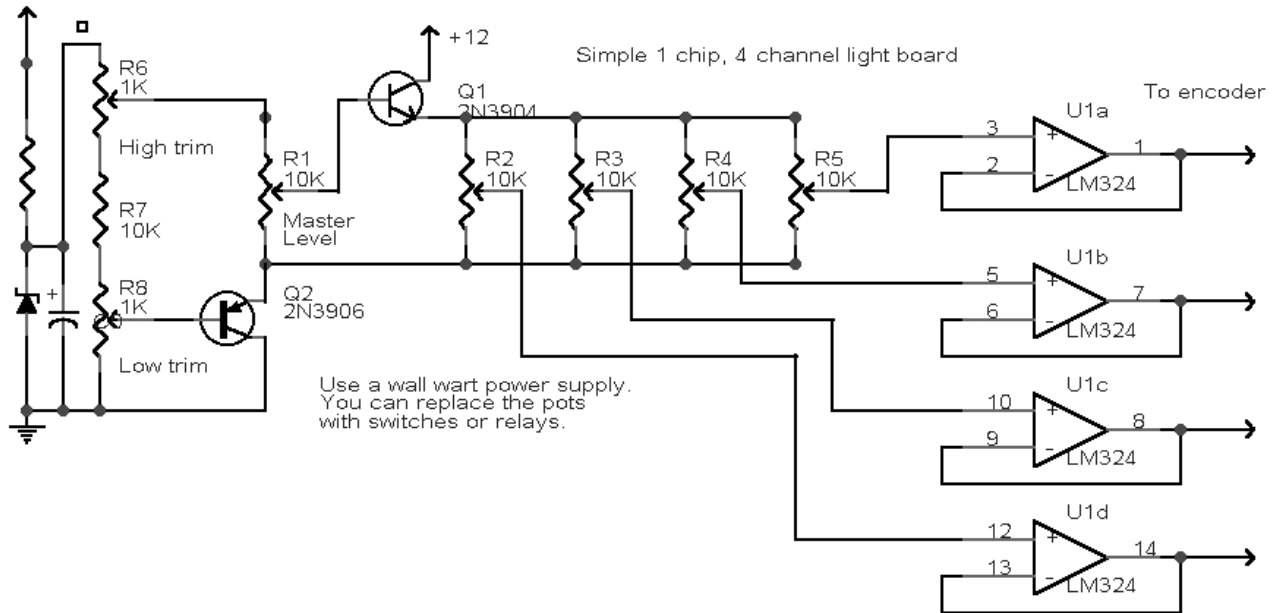 +12
Simple 1 chip, 4 channel light board
To encoder
R6
1K
High trim
Q1
2N3904
R1
10K
Master
Level
R2
10K
R3
10K
R4
10K
R5
10K
3
2
1
U1a
LM324
R7
10K
R8
1K
Low trim
+
Q2
2N3906
5
6
7
U1b
LM324
Use a wall wart power supply.
You can replace the pots
with switches or relays.
10
9
8
U1c
LM324
12
13
14
U1d
LM324